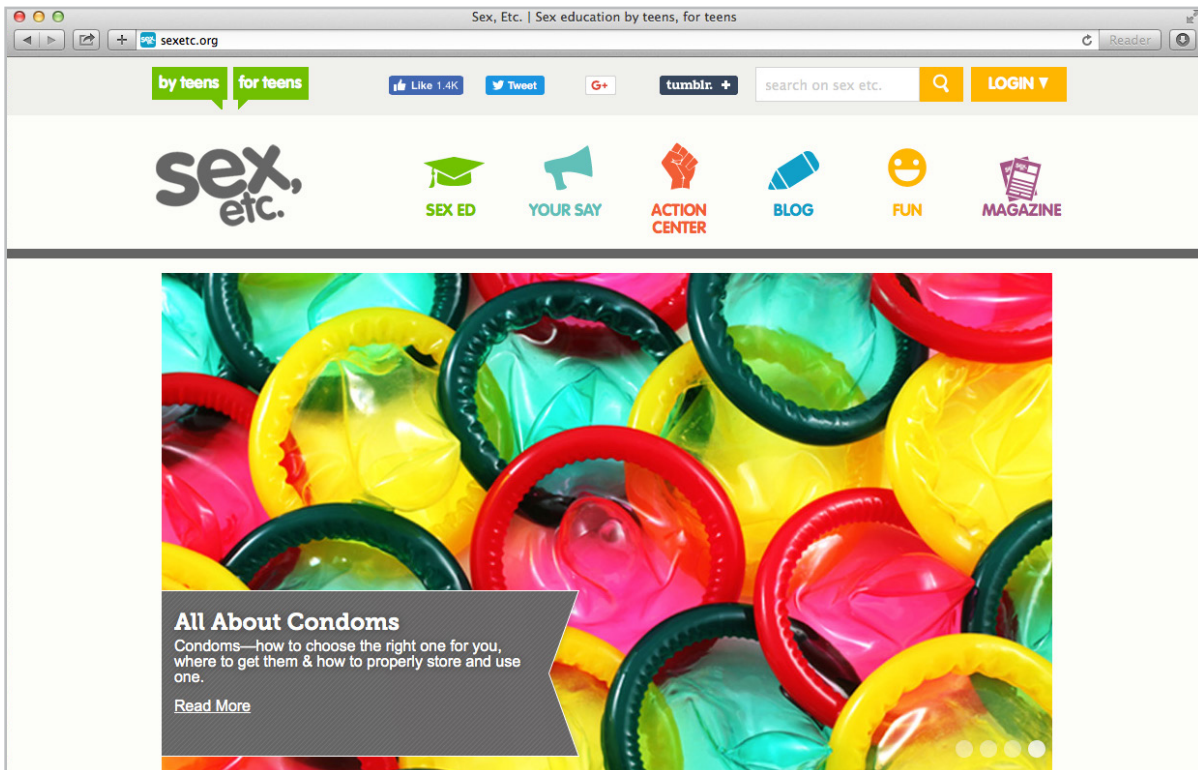 Sex, Etc. | Sex education by teens, for teens
sexetc.org
Reader
by teens for teens
Like 1.4K
Tweet
G+
tumblr. +
search on sex etc.
LOGIN
sex, etc.
SEX ED
YOUR SAY
ACTION CENTER
BLOG
FUN
MAGAZINE
All About Condoms
Condoms—how to choose the right one for you,
where to get them & how to properly store and use
one.
Read More